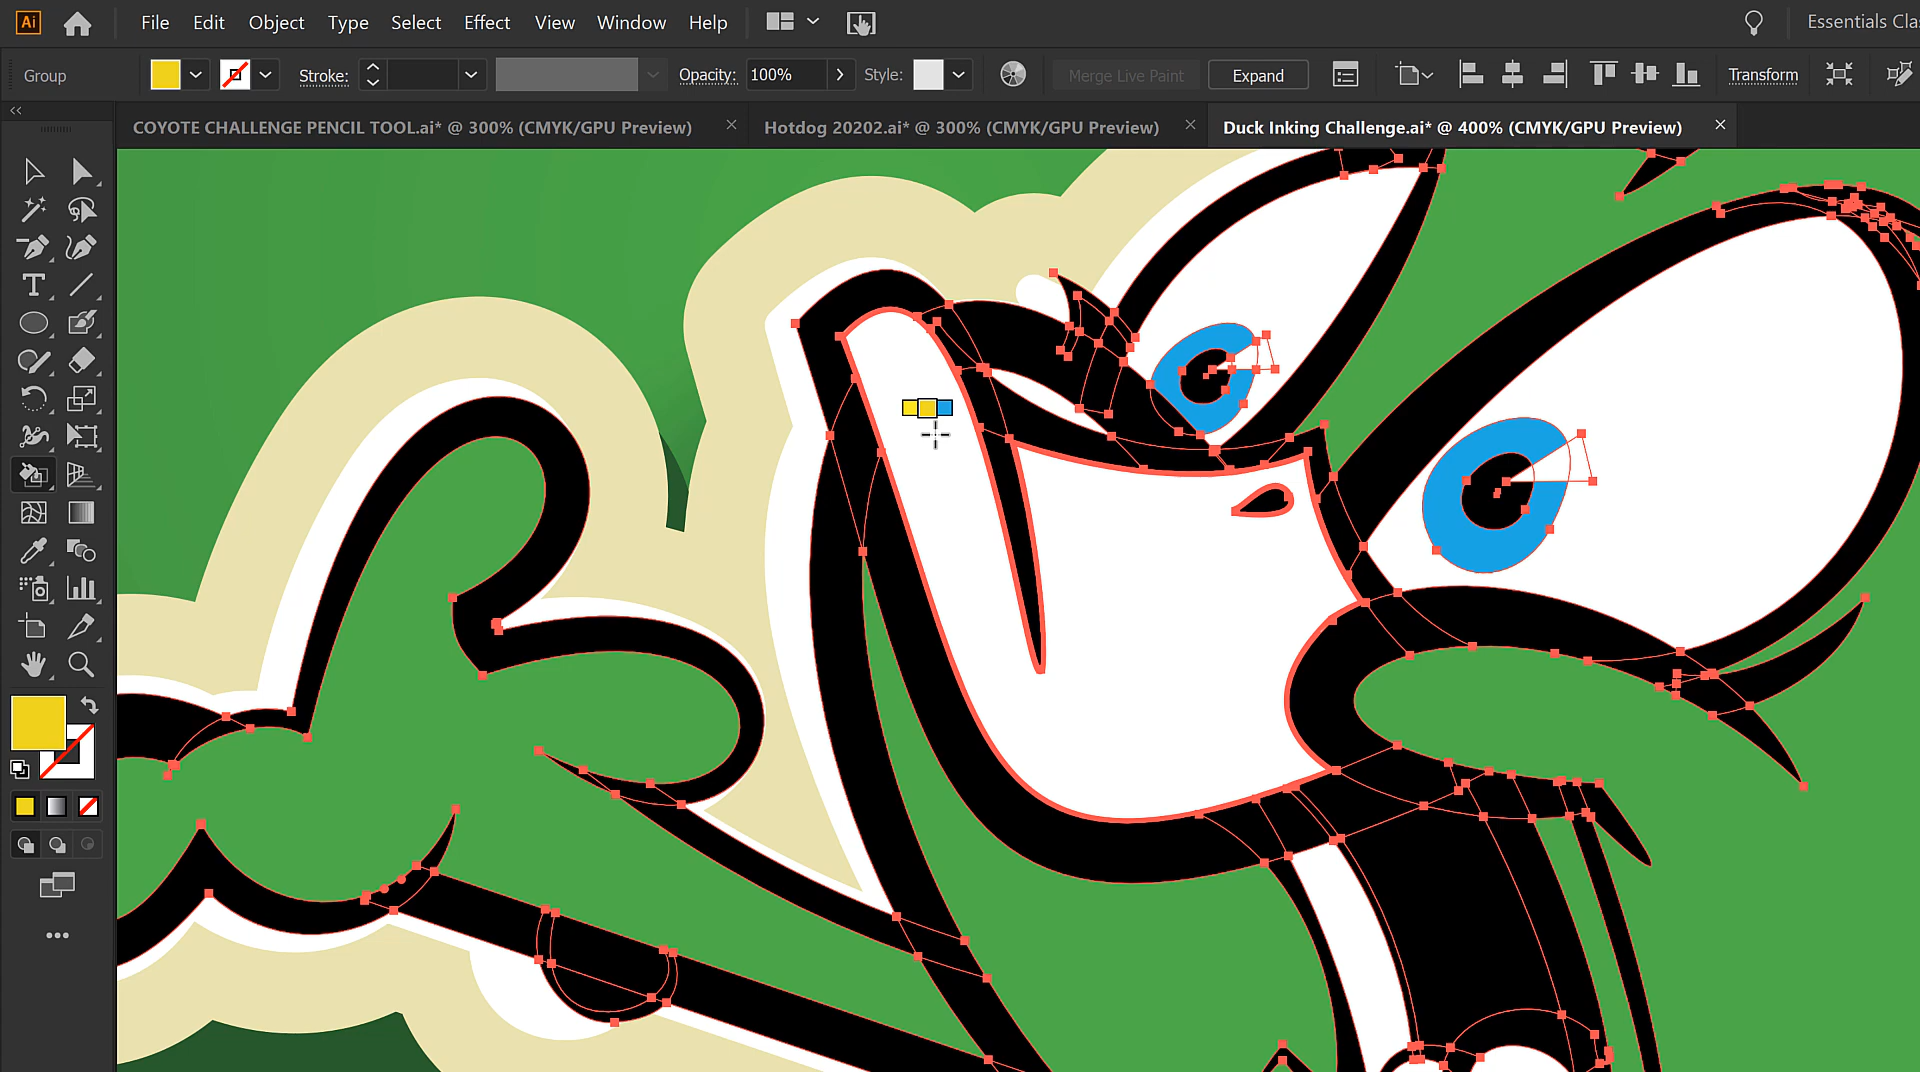 Ai File Edit Object Type Select Effect View Window Help Essentials Clas
Group Stroke: Opacity: 100% Style: Merge Live Paint Expand Transform
COYOTE CHALLENGE PENCIL TOOL.ai* @ 300% (CMYK/GPU Preview) Hotdog 20202.ai* @ 300% (CMYK/GPU Preview) Duck Inking Challenge.ai* @ 400% (CMYK/GPU Preview)